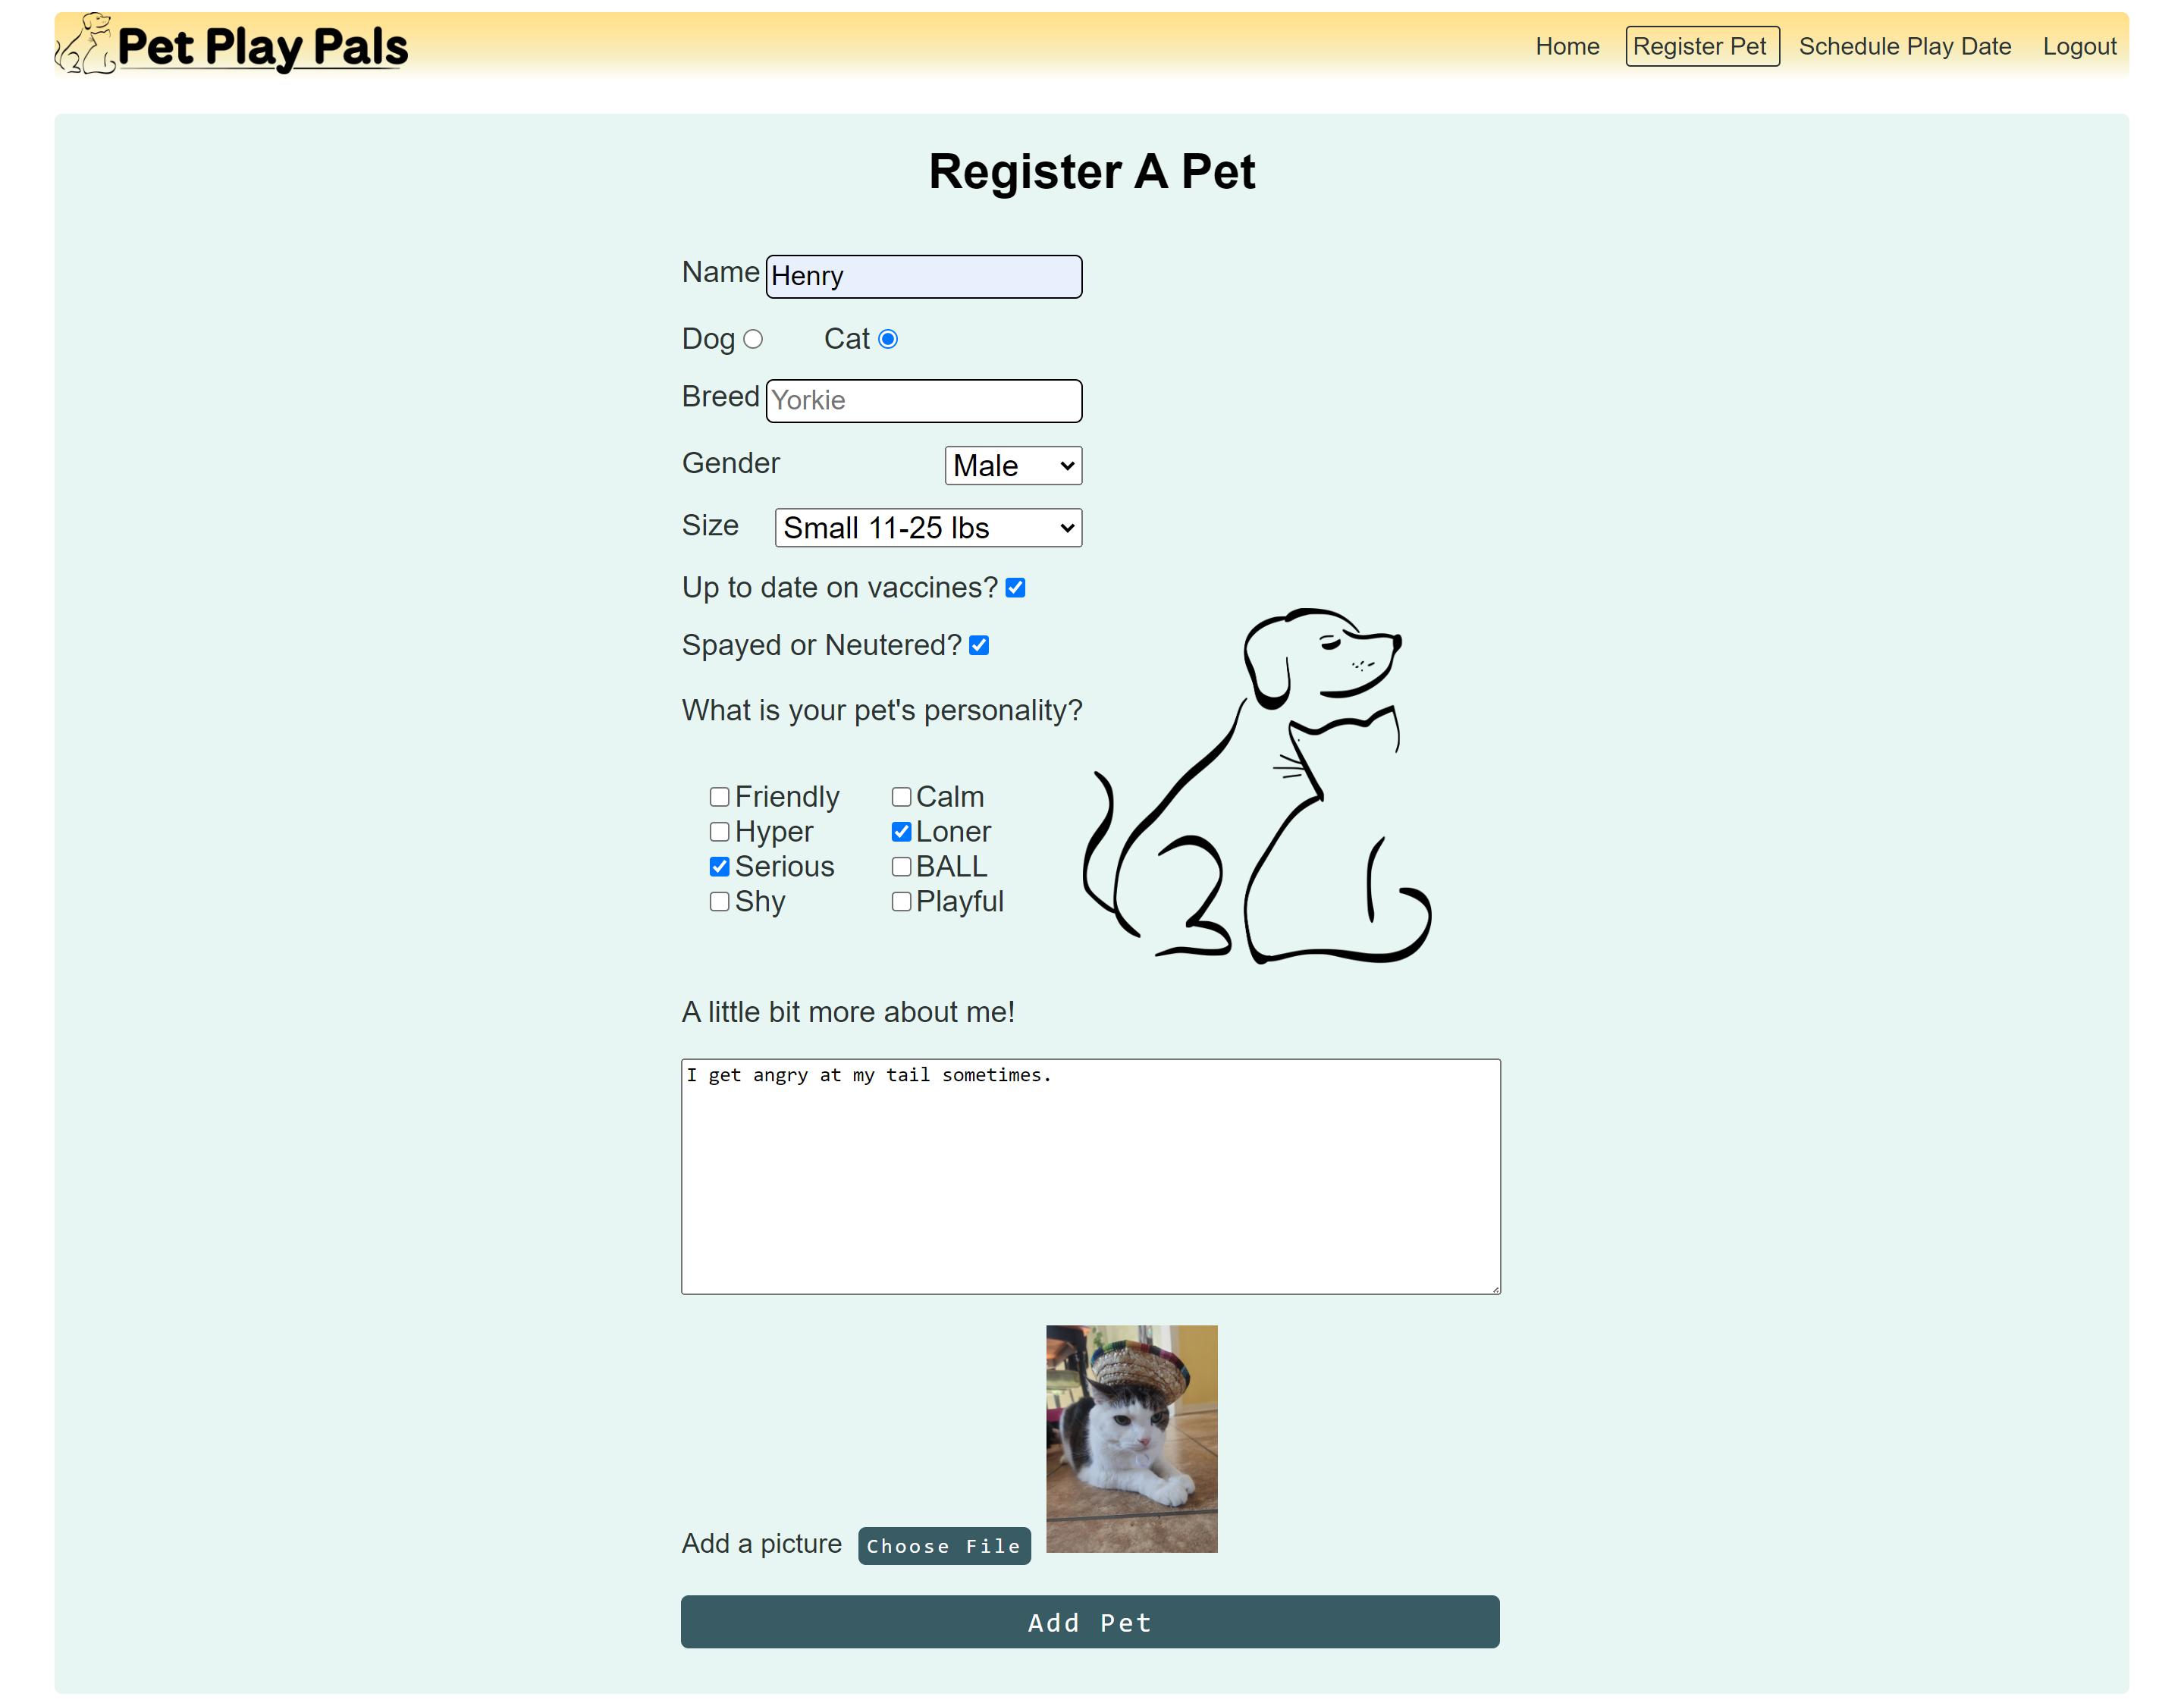 Pet Play Pals
Home Register Pet Schedule Play Date Logout
Register A Pet
Name Henry
Dog Cat
Breed Yorkie
Gender Male
Size Small 11-25 lbs
Up to date on vaccines?
Spayed or Neutered?
What is your pet's personality?
Friendly Calm
Hyper Loner
Serious BALL
Shy Playful
A little bit more about me!
I get angry at my tail sometimes.
Add a picture Choose File
Add Pet